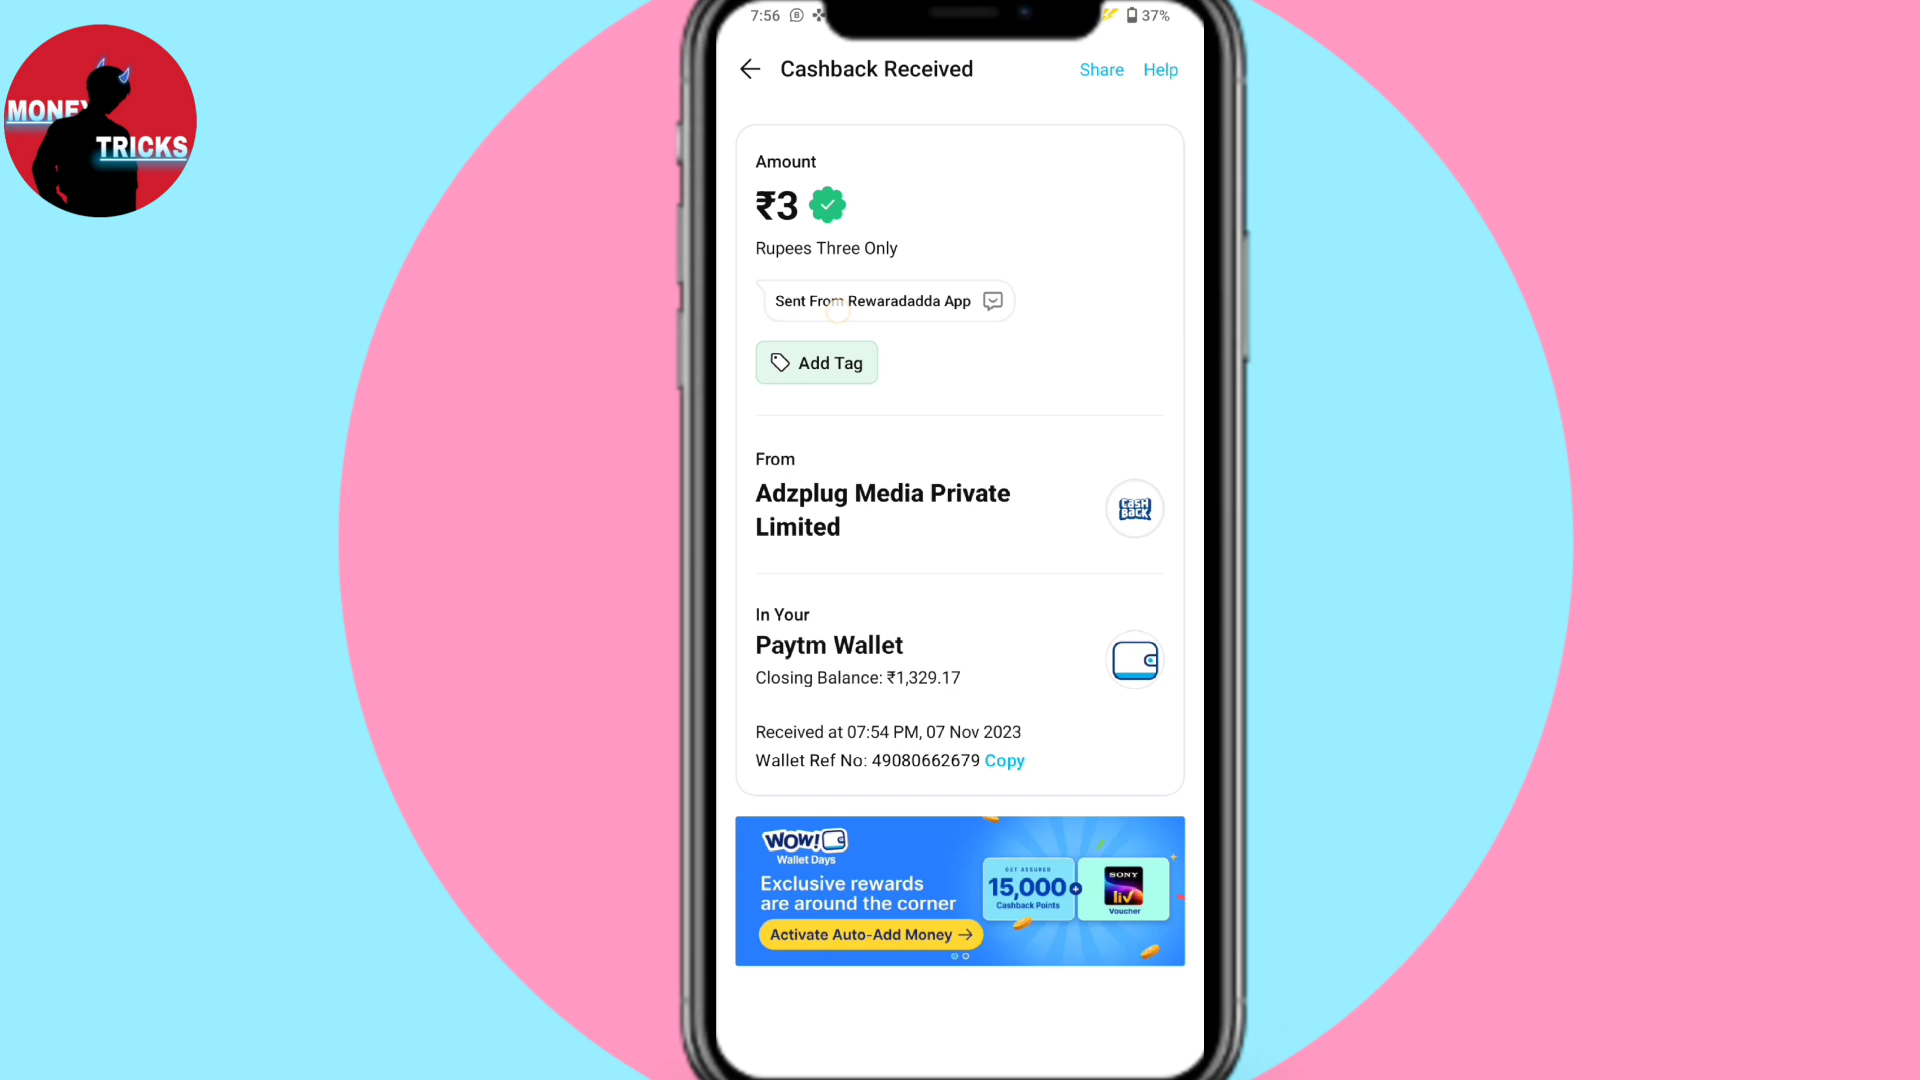 7:56
37%
MONEY
TRICKS
Cashback Received
Share
Help
Amount
₹3
Rupees Three Only
Sent From Rewaradadda App
Add Tag
From
Adzplug Media Private
Limited
CASH
BACK
In Your
Paytm Wallet
Closing Balance: ₹1,329.17
Received at 07:54 PM, 07 Nov 2023
Wallet Ref No: 49080662679 Copy
WOW!
Wallet Days
Exclusive rewards
are around the corner
Activate Auto-Add Money →
GET ASSURED
15,000
Cashback Points
+
SONY
liv
Voucher